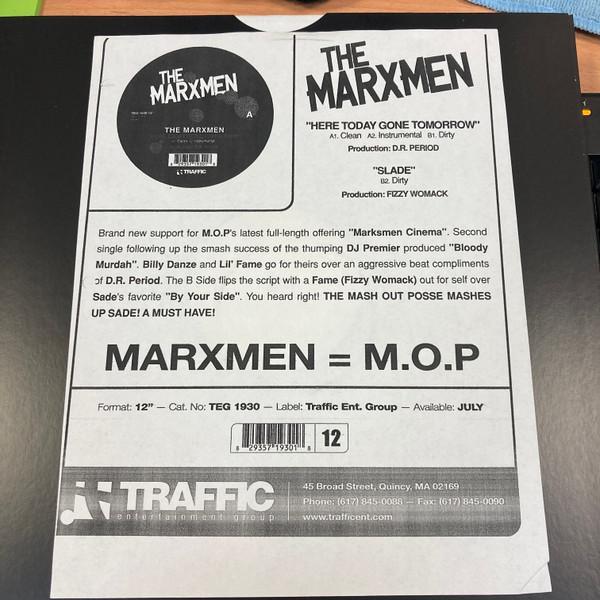 THE
MARXMEN
A
THE MARXMEN
8 29357 19301 8
TRAFFIC
THE
MARXMEN
"HERE TODAY GONE TOMORROW"
A1. Clean A2. Instrumental B1. Dirty
Production: D.R. PERIOD
"SLADE"
B2. Dirty
Production: FIZZY WOMACK
Brand new support for M.O.P's latest full-length offering "Marksmen Cinema". Second
single following up the smash success of the thumping DJ Premier produced "Bloody
Murdah". Billy Danze and Lil' Fame go for theirs over an aggressive beat compliments
of D.R. Period. The B Side flips the script with a Fame (Fizzy Womack) out for self over
Sade's favorite "By Your Side". You heard right! THE MASH OUT POSSE MASHES
UP SADE! A MUST HAVE!
MARXMEN = M.O.P
Format: 12" — Cat. No: TEG 1930 — Label: Traffic Ent. Group — Available: JULY
8 29357 19301 8
12"
TRAFFIC
entertainment group
45 Broad Street, Quincy, MA 02169
Phone: (617) 845-0088 — Fax: (617) 845-0090
www.trafficent.com